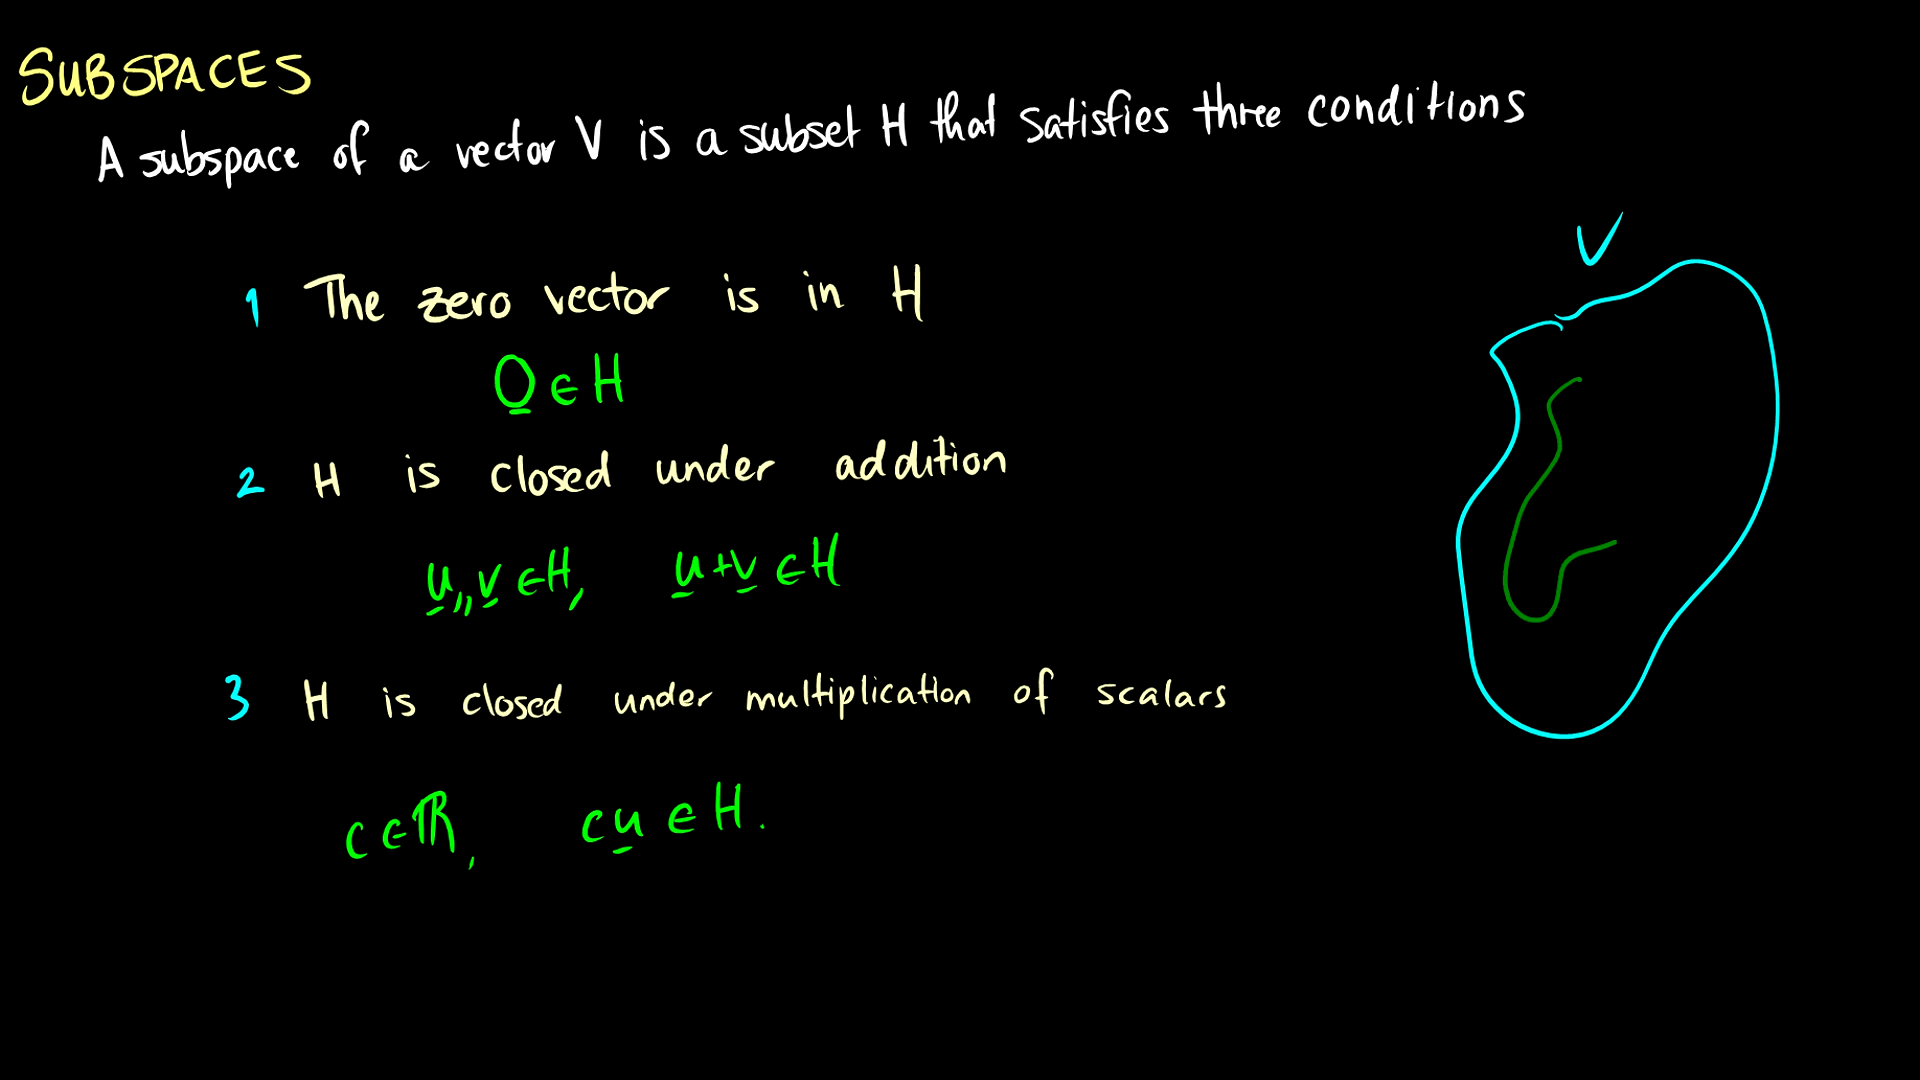 SUBSPACES
A subspace of a vector V is a subset H that satisfies three conditions
V
1 The zero vector is in H
0 ∈ H
2 H is closed under addition
u,, v ∈ H, u + v ∈ H
3 H is closed under multiplication of scalars
c ∈ ℝ, cu ∈ H.